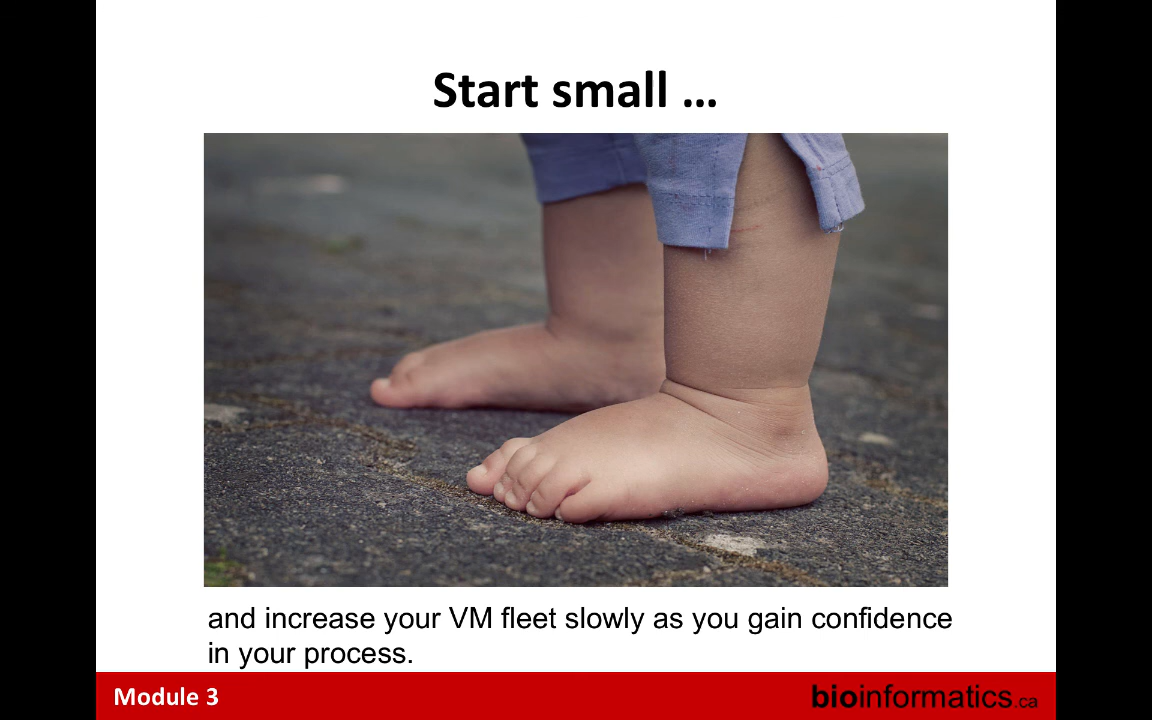 Start small ...
and increase your VM fleet slowly as you gain confidence
in your process.
Module 3
bioinformatics.ca